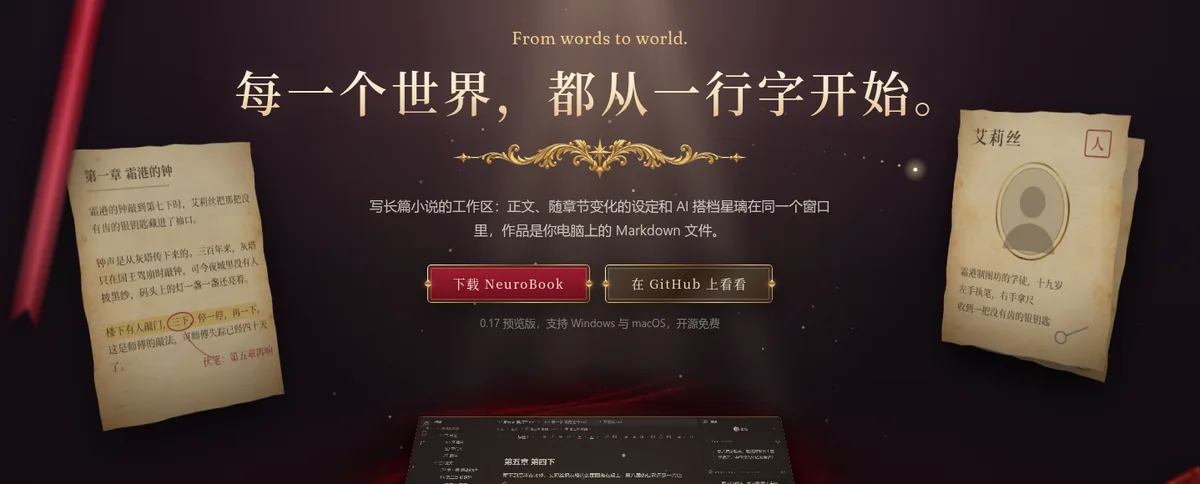 From words to world.
每一个世界，都从一行字开始。
写长篇小说的工作区：正文、随章节变化的设定和 AI 搭档星璃在同一个窗口
里，作品是你电脑上的 Markdown 文件。
下载 NeuroBook
在 GitHub 上看看
0.17 预览版，支持 Windows 与 macOS，开源免费
第一章 霜港的钟
霜港的钟敲到第七下时，艾莉丝把那把没
有齿的银钥匙藏进了袖口。
钟声是从灰塔传下来的。三百年来，灰塔
只在国王驾崩时敲钟，可今夜城里没有人
披黑纱，码头上的灯一盏一盏还亮着。
楼下有人敲门，三下，停一停，再一下。
这是师傅的敲法，可师傅失踪已经四十天
了。
伏笔：第五章再响
艾莉丝
人
霜港制图坊的学徒，十九岁
左手执笔，右手拿尺
收到一把没有齿的银钥匙
第五章 第四下